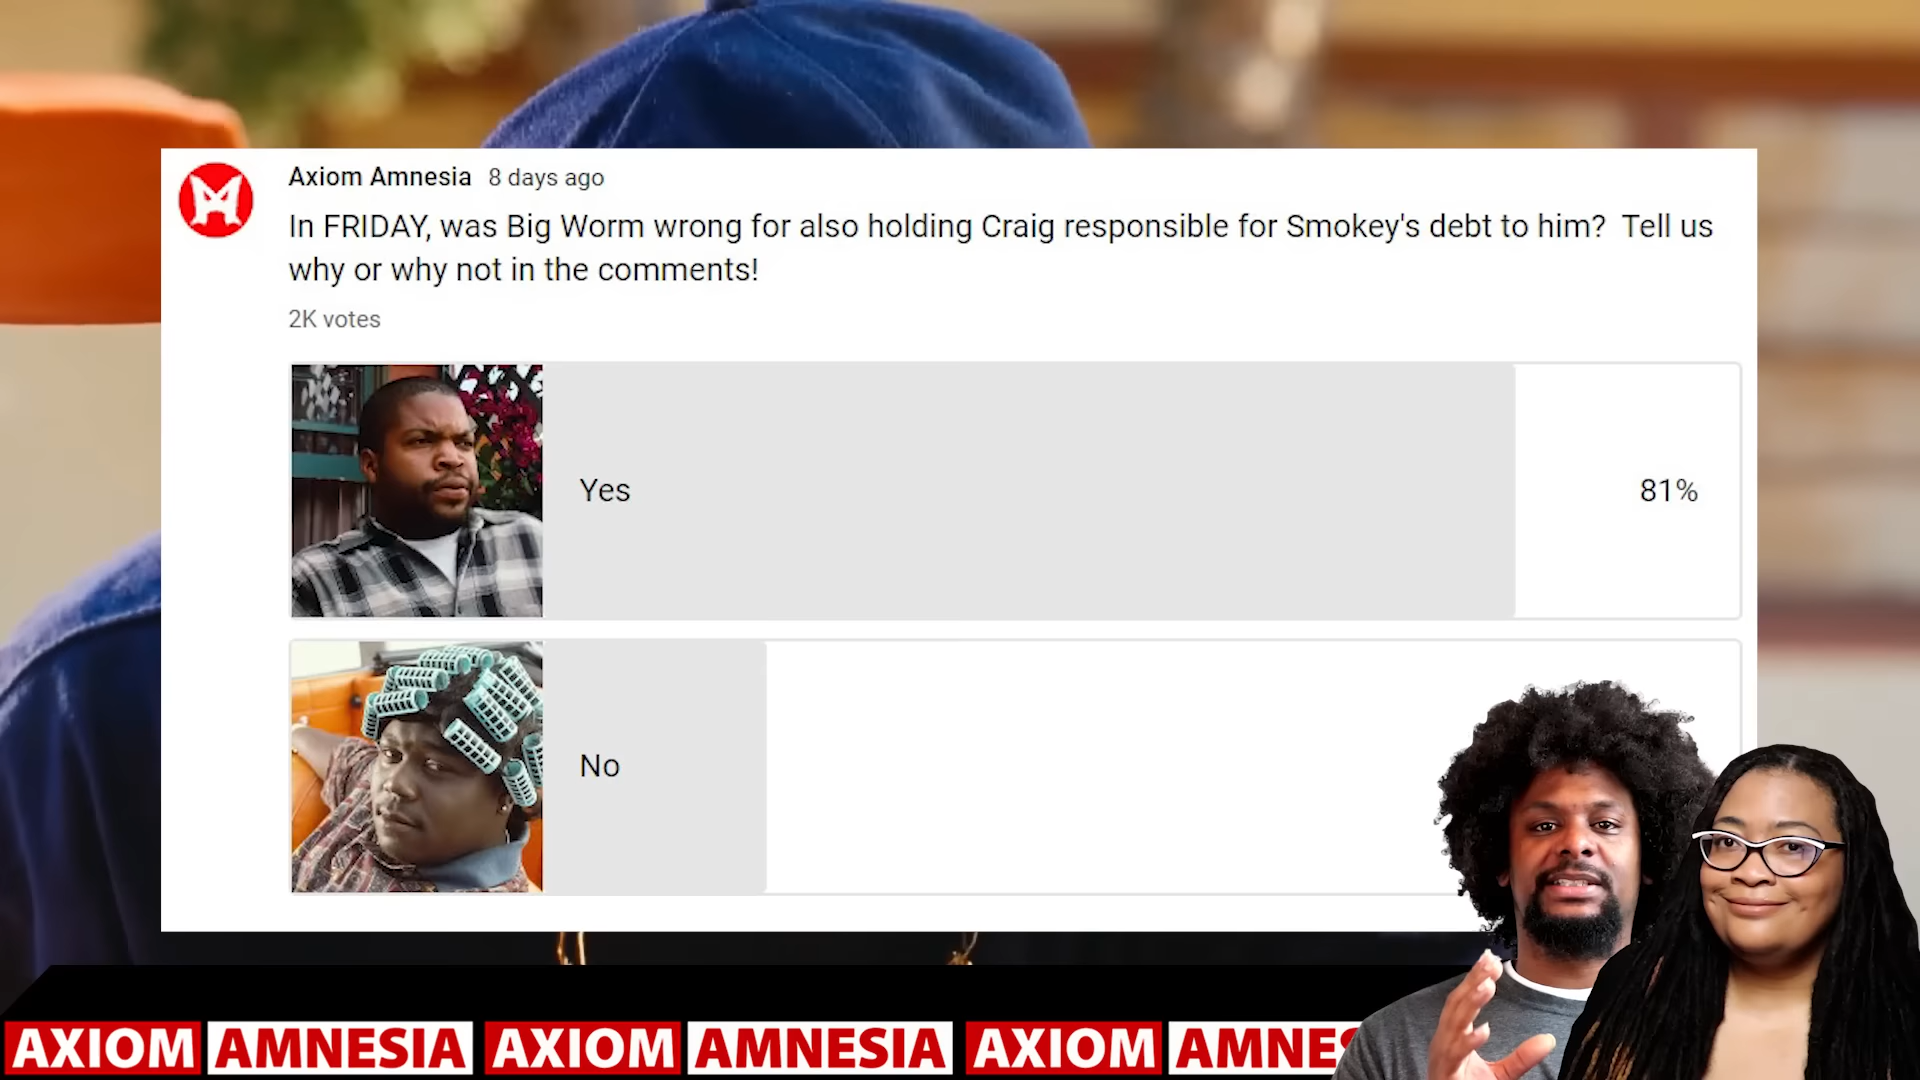 Axiom Amnesia 8 days ago
In FRIDAY, was Big Worm wrong for also holding Craig responsible for Smokey's debt to him? Tell us
why or why not in the comments!
2K votes
Yes
81%
No
AXIOM AMNESIA AXIOM AMNESIA AXIOM AMNES